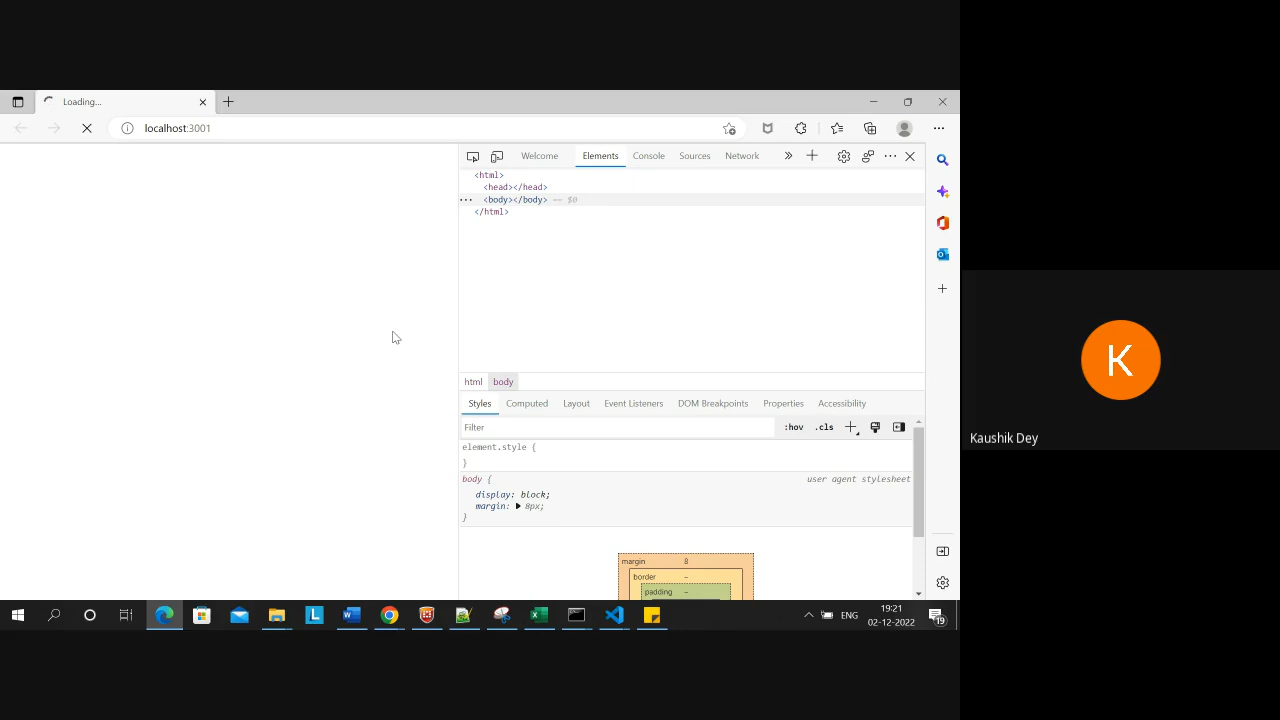 Loading...
localhost:3001
Welcome Elements Console Sources Network
<html>
<head></head>
... <body></body> == $0
</html>
html body
Styles Computed Layout Event Listeners DOM Breakpoints Properties Accessibility
Filter :hov .cls
element.style {
}
body { user agent stylesheet
display: block;
margin: 8px;
}
margin 8
border -
padding -
K
Kaushik Dey
L
ENG
19:21
02-12-2022
19